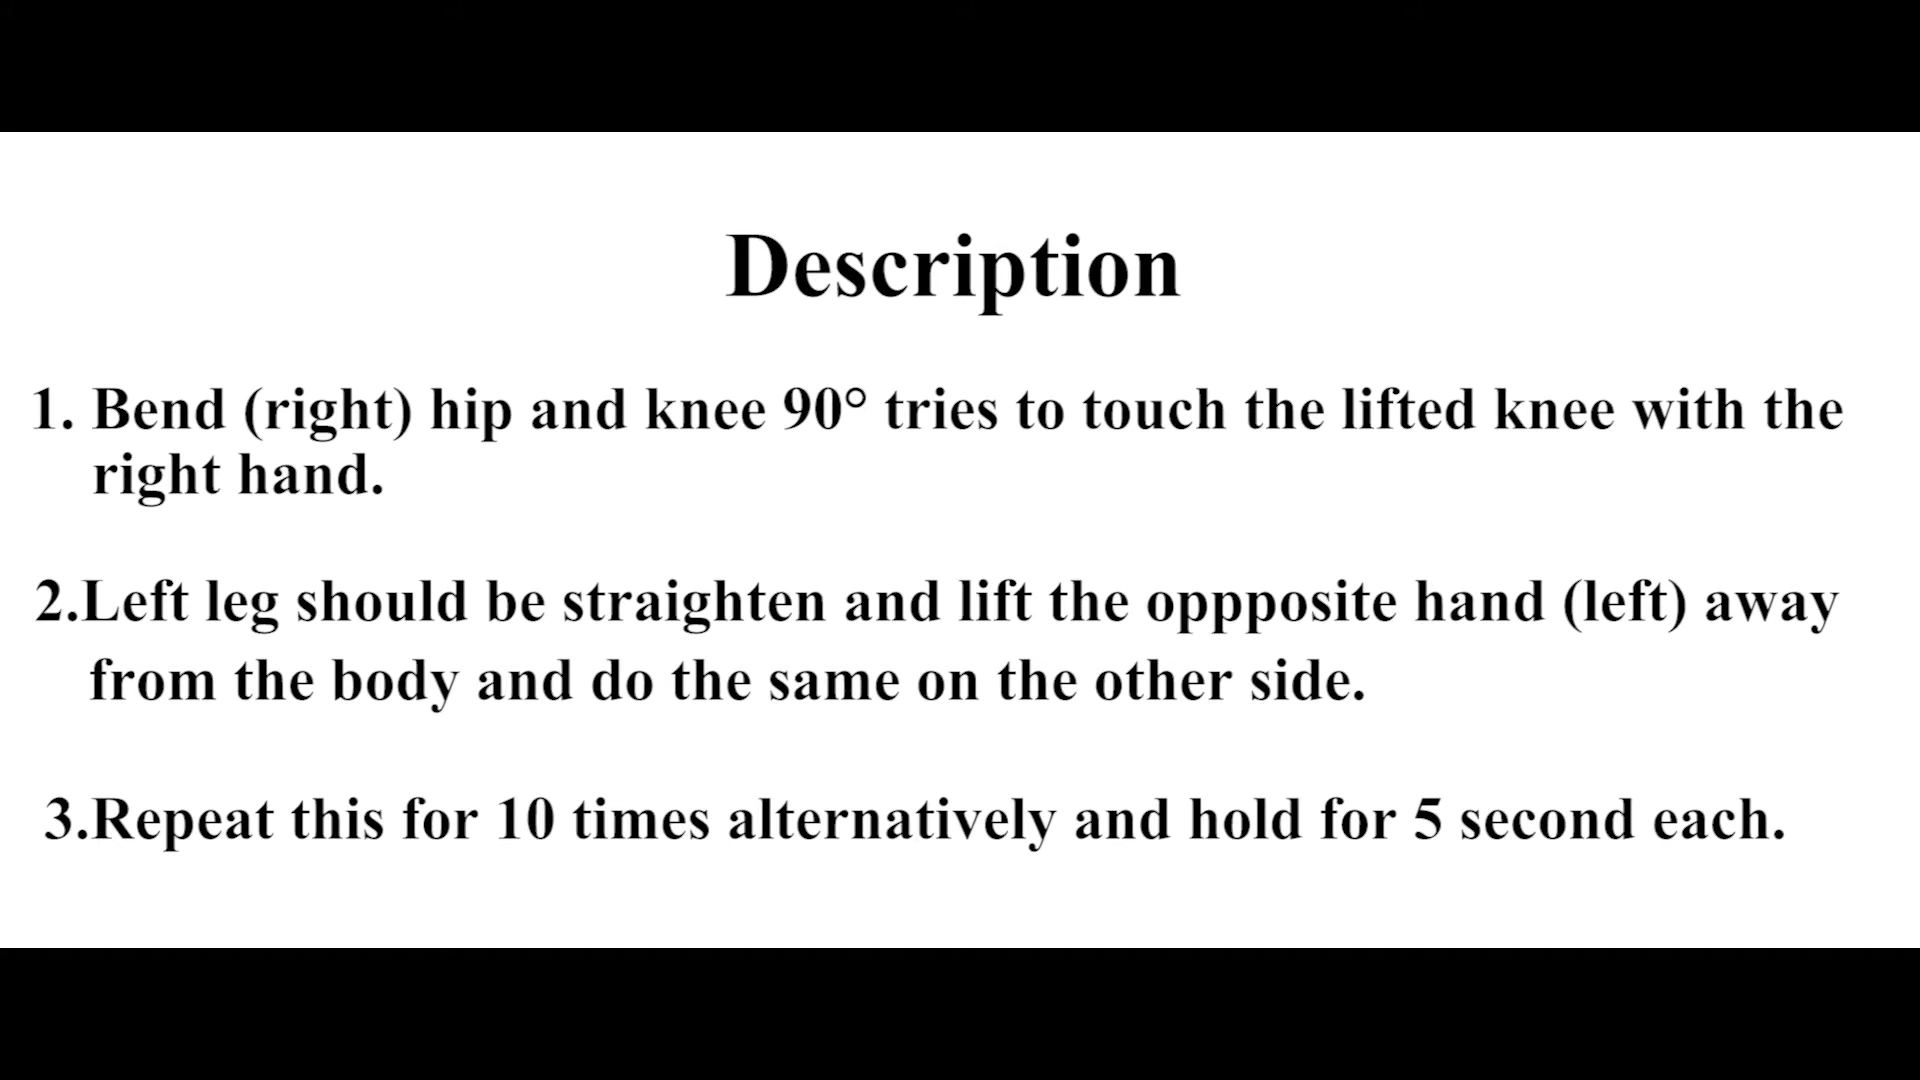 Description
1. Bend (right) hip and knee 90° tries to touch the lifted knee with the
right hand.
2.Left leg should be straighten and lift the oppposite hand (left) away
from the body and do the same on the other side.
3.Repeat this for 10 times alternatively and hold for 5 second each.